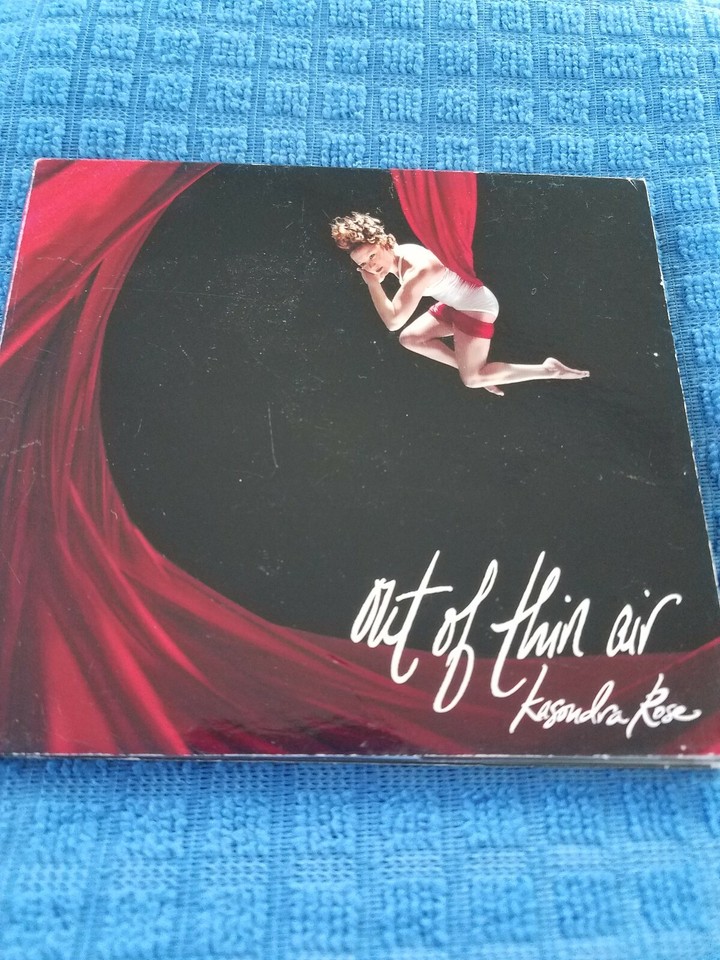 out of thin air
Kasondra Rose